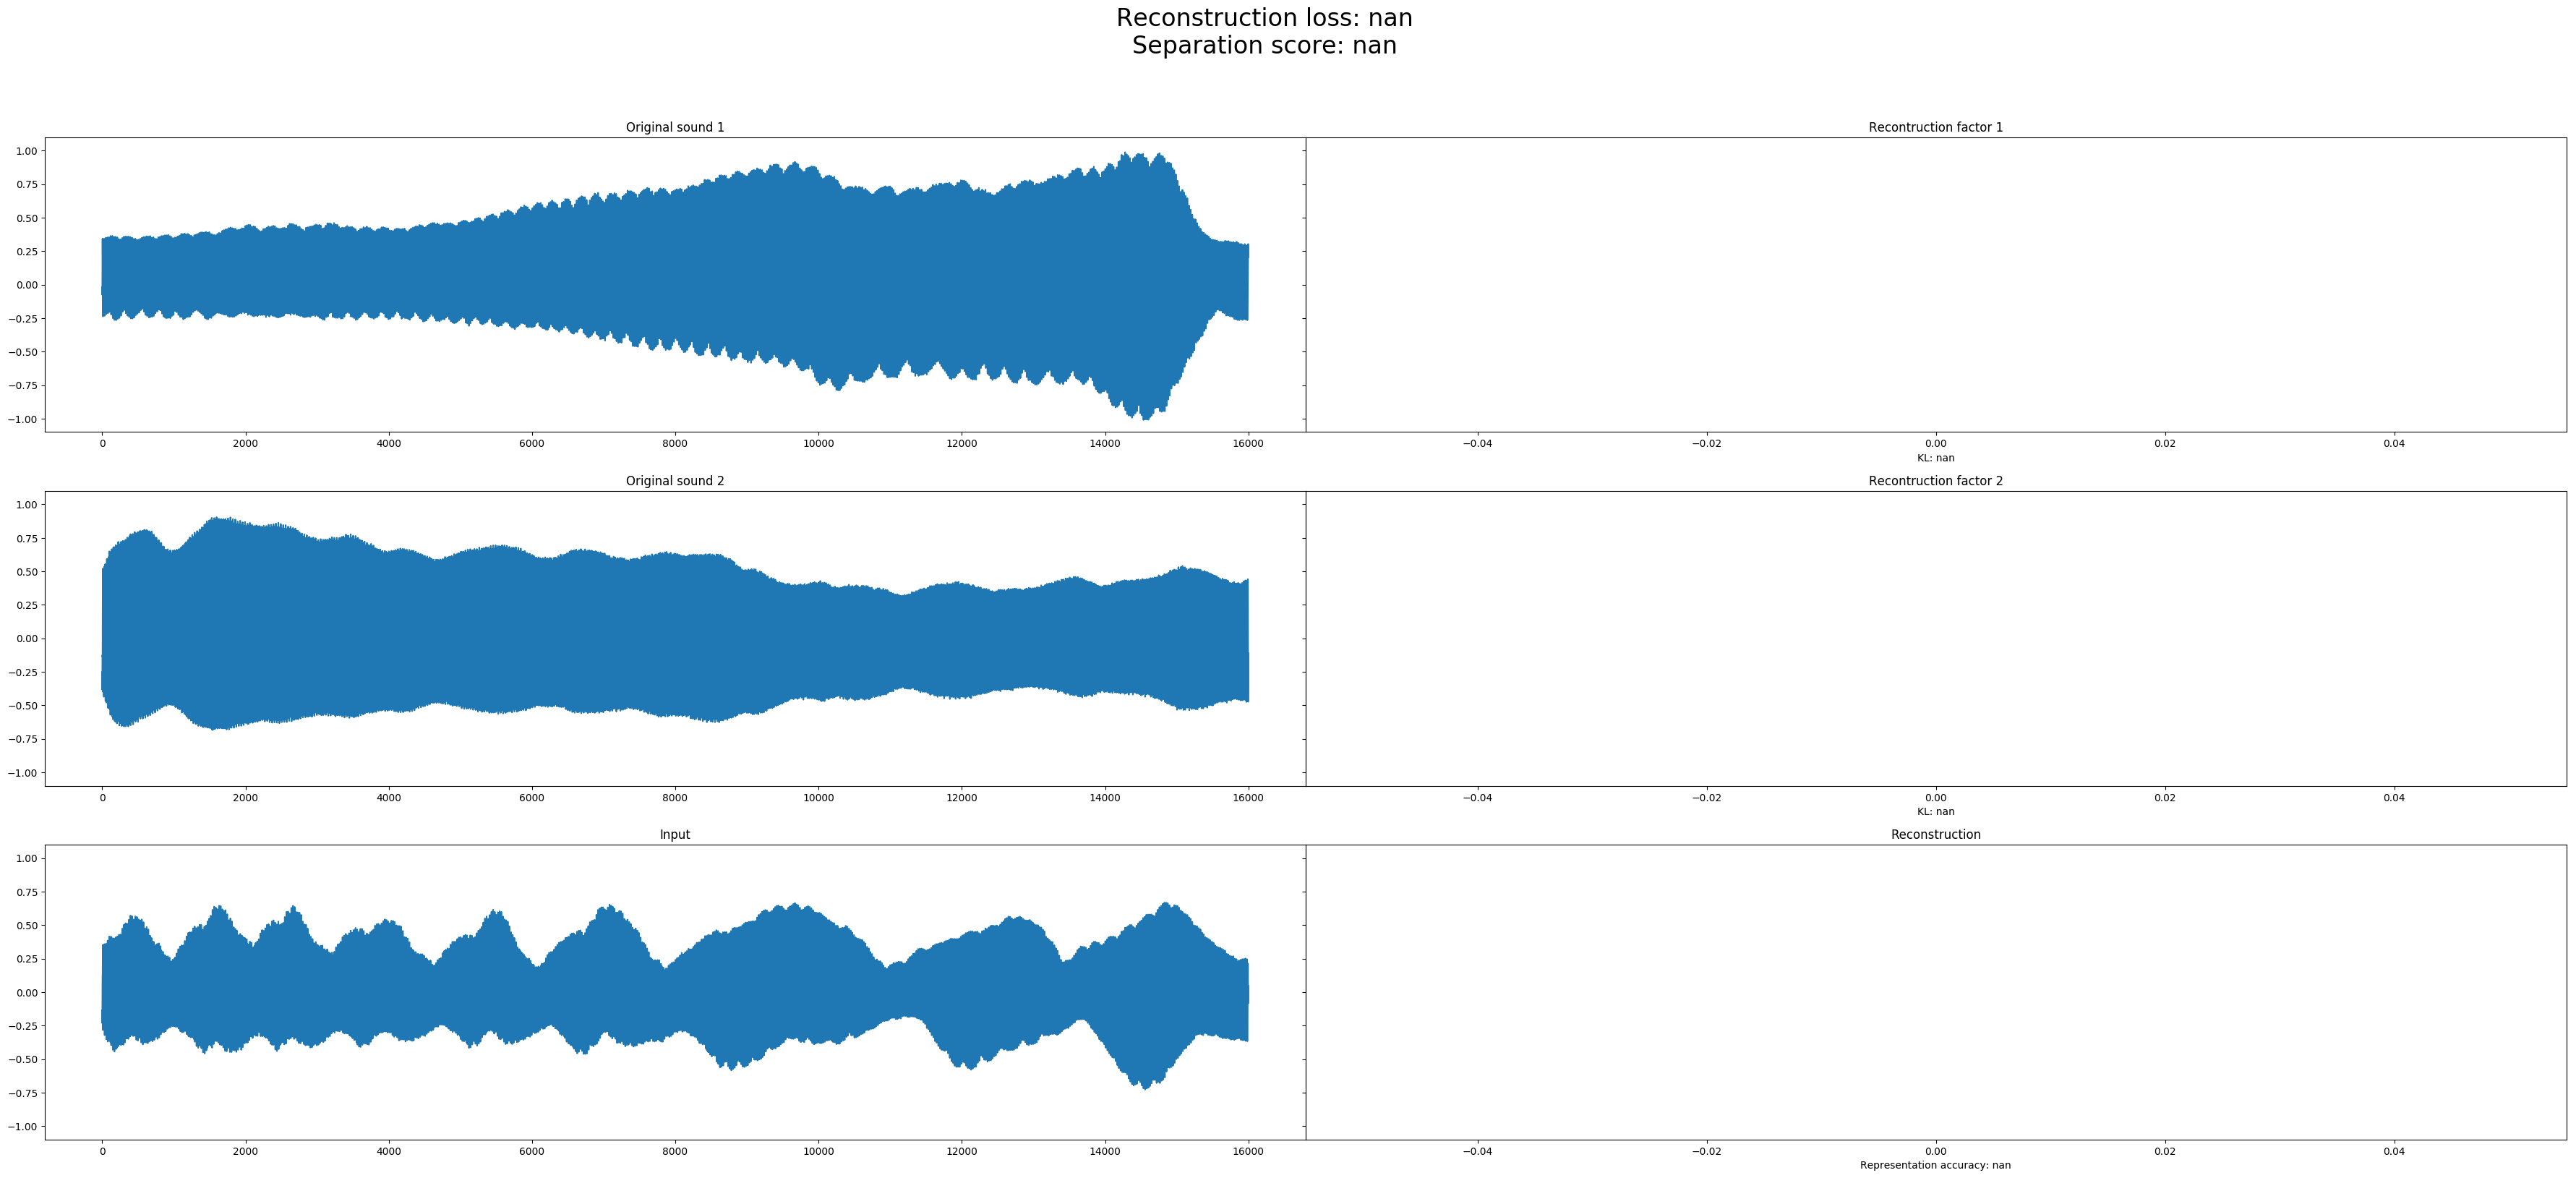 Reconstruction loss: nan
Separation score: nan
Original sound 1
Recontruction factor 1
1.00
0.75
0.50
0.25
0.00
−0.25
−0.50
−0.75
−1.00
0 2000 4000 6000 8000 10000 12000 14000 16000
−0.04 −0.02 0.00 0.02 0.04
KL: nan
Original sound 2
Recontruction factor 2
1.00
0.75
0.50
0.25
0.00
−0.25
−0.50
−0.75
−1.00
0 2000 4000 6000 8000 10000 12000 14000 16000
−0.04 −0.02 0.00 0.02 0.04
KL: nan
Input
Reconstruction
1.00
0.75
0.50
0.25
0.00
−0.25
−0.50
−0.75
−1.00
0 2000 4000 6000 8000 10000 12000 14000 16000
−0.04 −0.02 0.00 0.02 0.04
Representation accuracy: nan